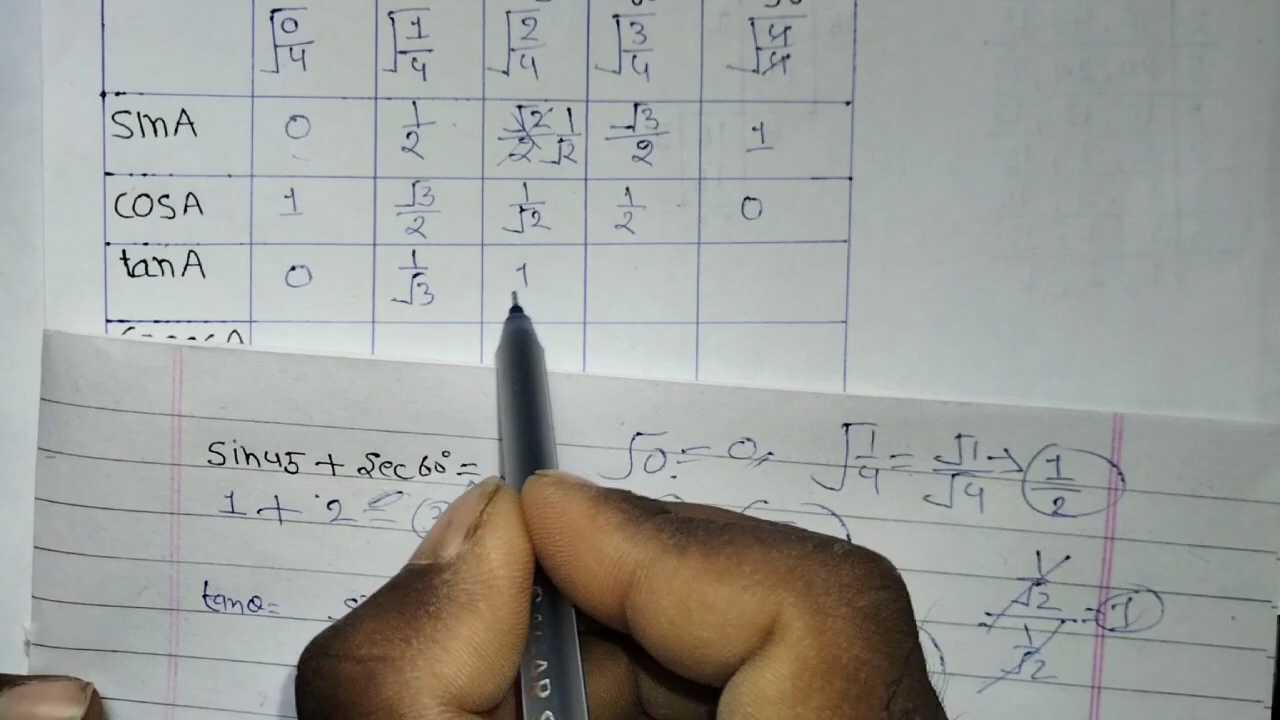 √0/4 √1/4 √2/4 √3/4 √4/4
SinA 0 1/2 √2/2 1/√2 √3/2 1
COSA 1 √3/2 1/√2 1/2 0
tanA 0 1/√3 1
Sin45 + Sec60° = √0 = 0, √1/4 = √1/√4 → 1/2
1 + 2 =
tanθ =
1/√2 / 1/√2 = 1